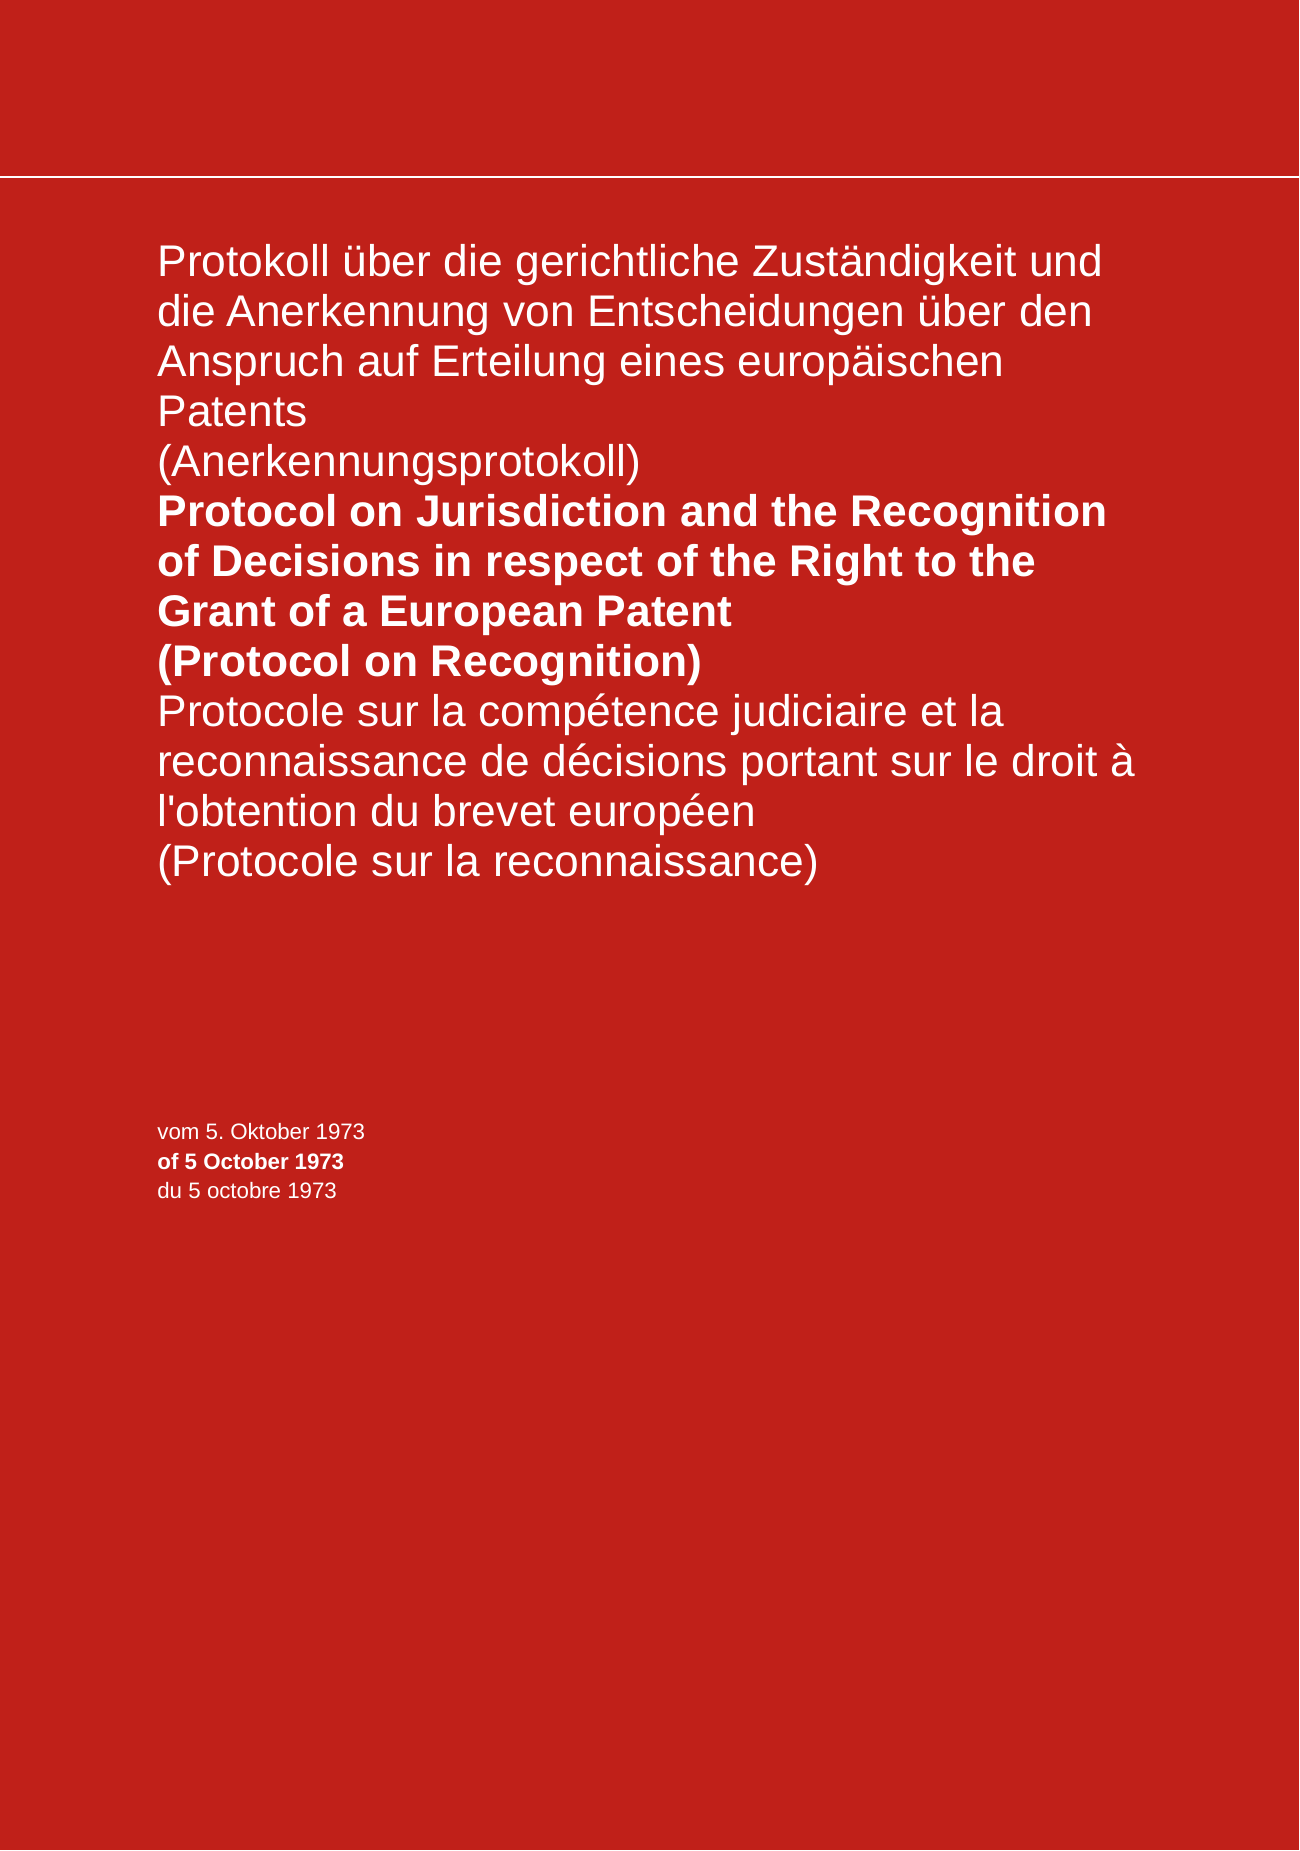 Protokoll über die gerichtliche Zuständigkeit und
die Anerkennung von Entscheidungen über den
Anspruch auf Erteilung eines europäischen
Patents
(Anerkennungsprotokoll)
Protocol on Jurisdiction and the Recognition
of Decisions in respect of the Right to the
Grant of a European Patent
(Protocol on Recognition)
Protocole sur la compétence judiciaire et la
reconnaissance de décisions portant sur le droit à
l'obtention du brevet européen
(Protocole sur la reconnaissance)
vom 5. Oktober 1973
of 5 October 1973
du 5 octobre 1973